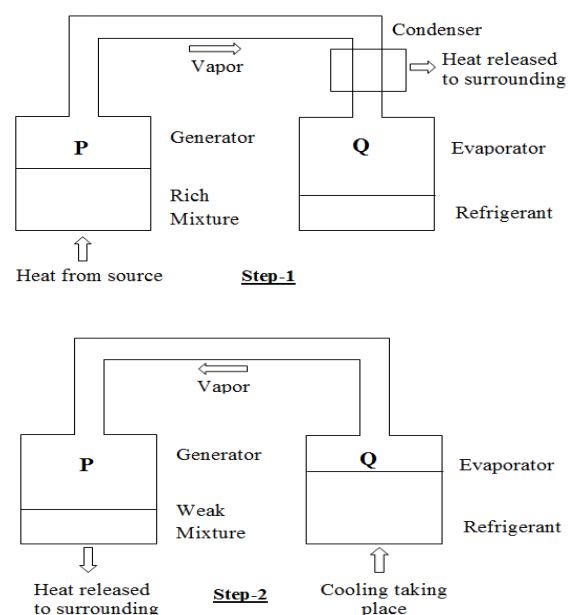 Condenser
Vapor
Heat released
to surrounding
P
Generator
Q
Evaporator
Rich
Mixture
Refrigerant
Heat from source
Step-1
Vapor
P
Generator
Q
Evaporator
Weak
Mixture
Refrigerant
Heat released
to surrounding
Step-2
Cooling taking
place